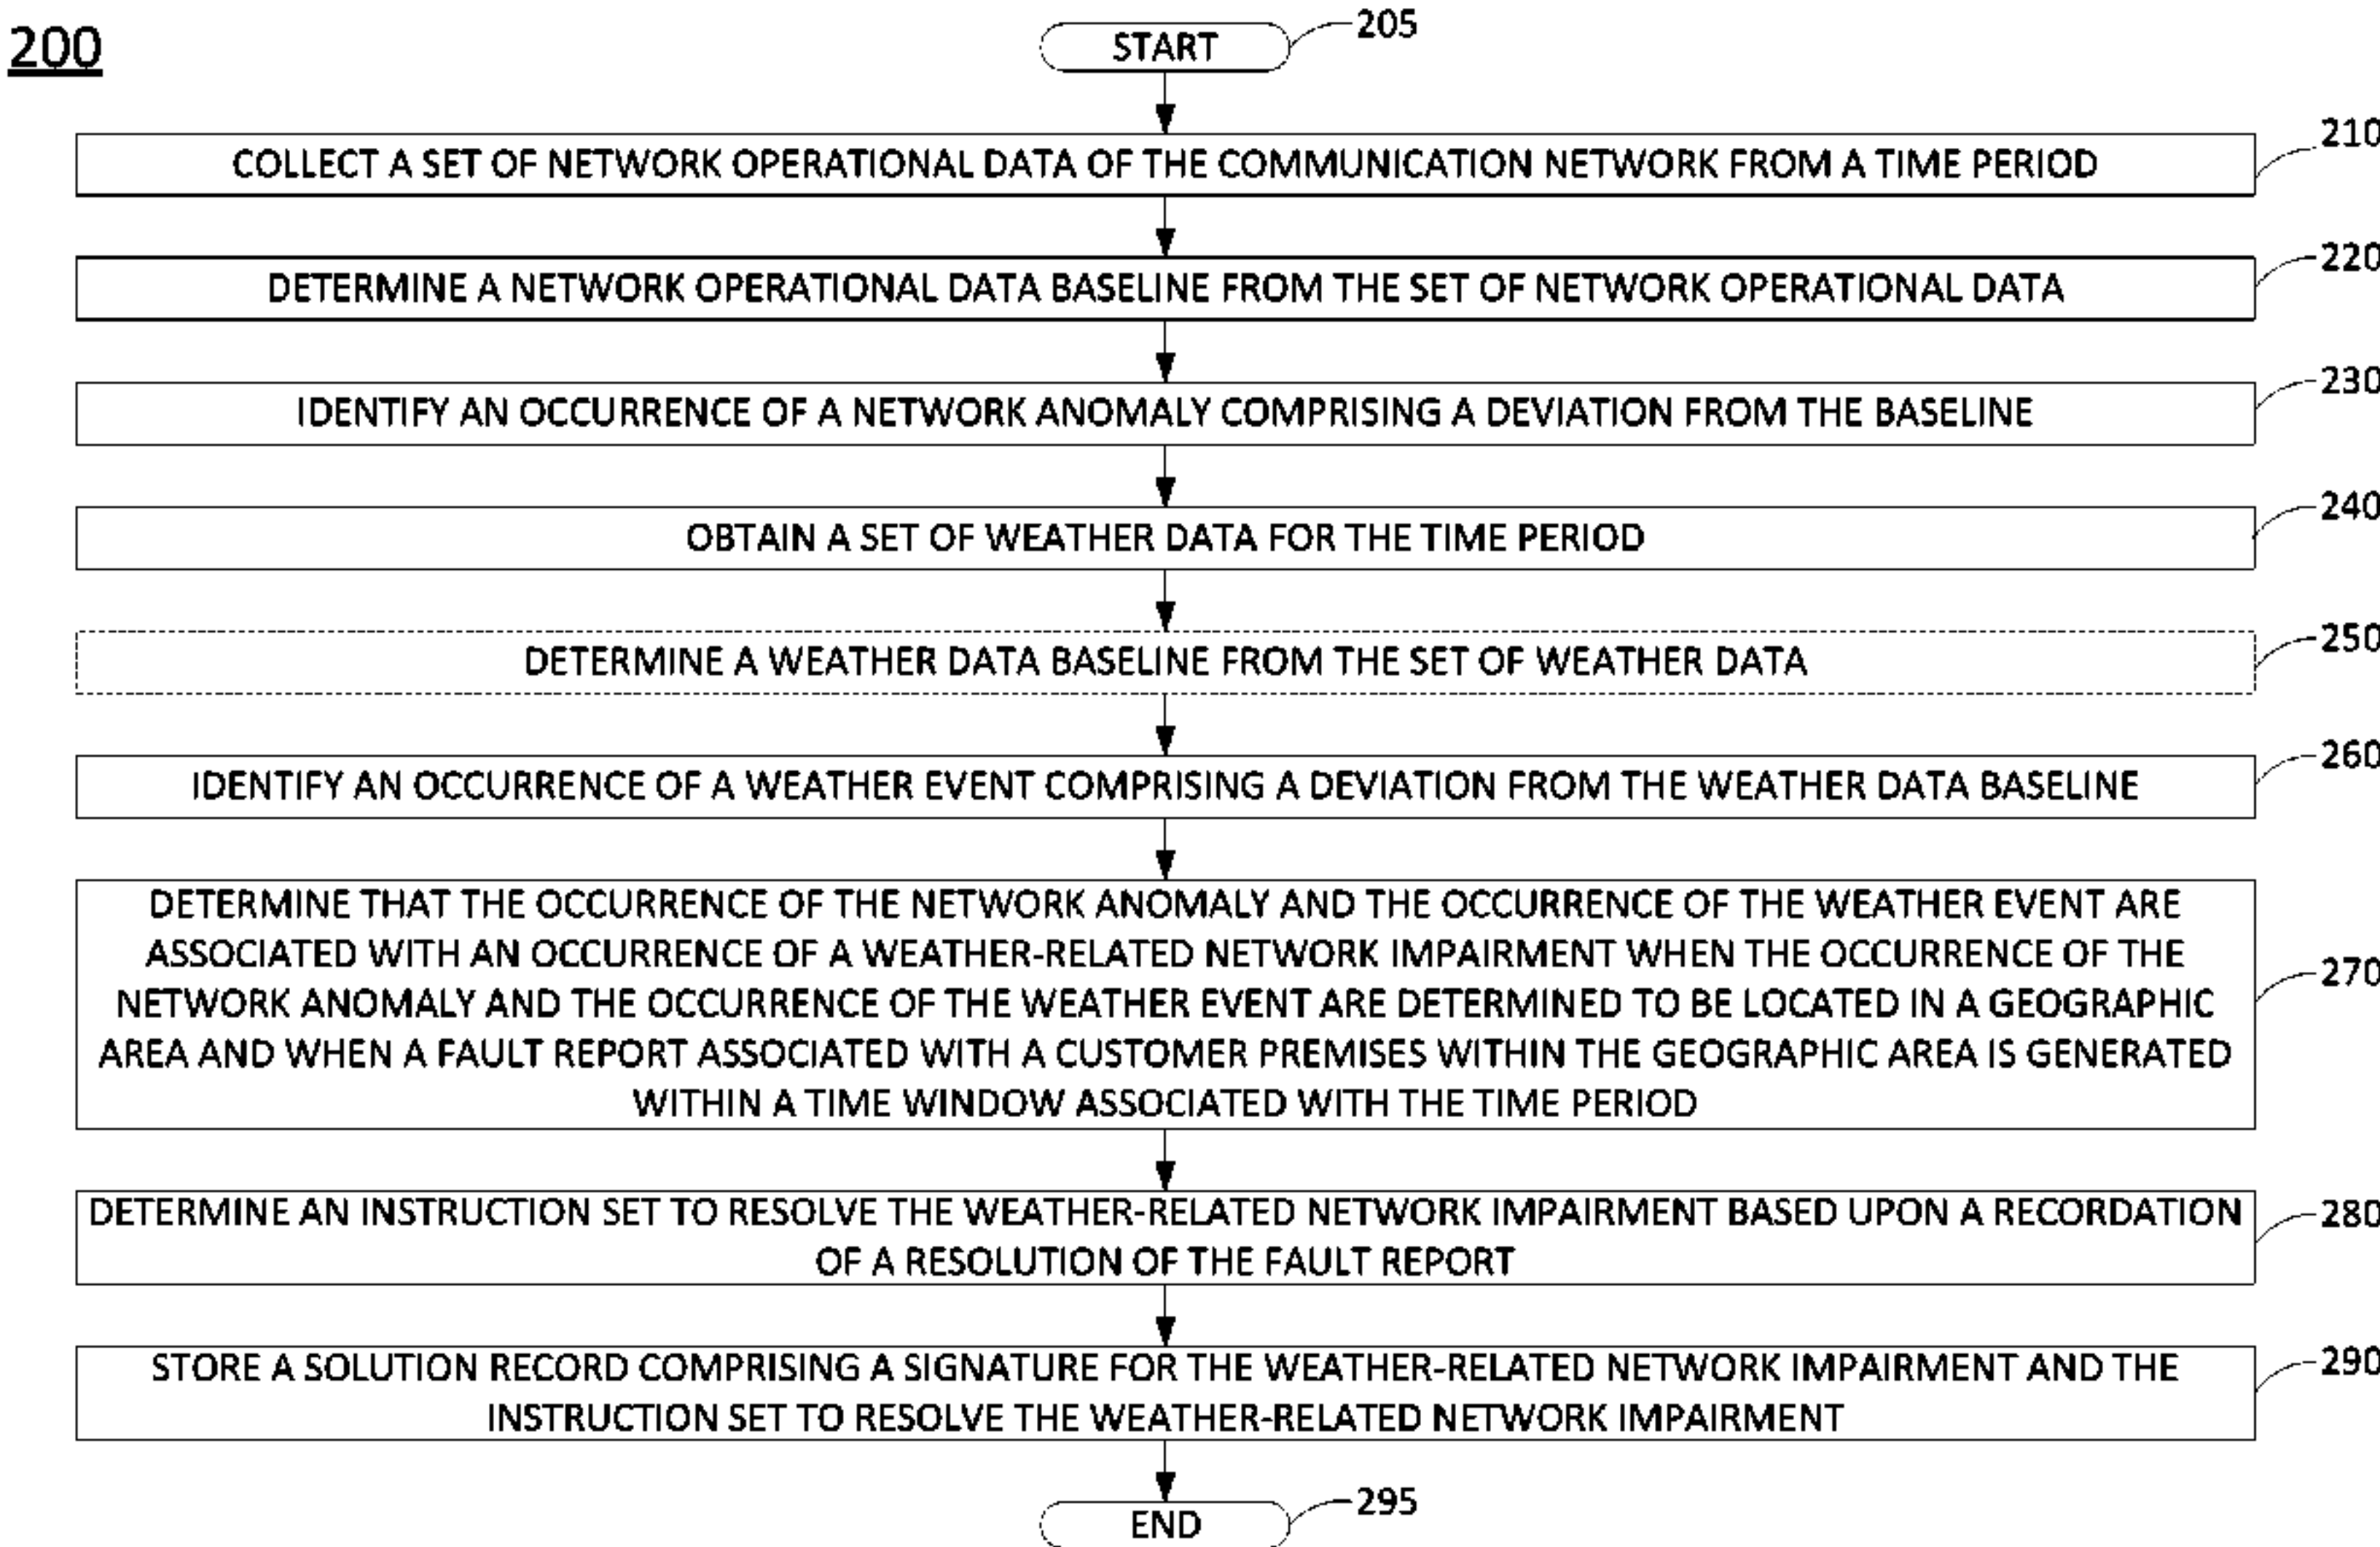 200
START
205
COLLECT A SET OF NETWORK OPERATIONAL DATA OF THE COMMUNICATION NETWORK FROM A TIME PERIOD
210
DETERMINE A NETWORK OPERATIONAL DATA BASELINE FROM THE SET OF NETWORK OPERATIONAL DATA
220
IDENTIFY AN OCCURRENCE OF A NETWORK ANOMALY COMPRISING A DEVIATION FROM THE BASELINE
230
OBTAIN A SET OF WEATHER DATA FOR THE TIME PERIOD
240
DETERMINE A WEATHER DATA BASELINE FROM THE SET OF WEATHER DATA
250
IDENTIFY AN OCCURRENCE OF A WEATHER EVENT COMPRISING A DEVIATION FROM THE WEATHER DATA BASELINE
260
DETERMINE THAT THE OCCURRENCE OF THE NETWORK ANOMALY AND THE OCCURRENCE OF THE WEATHER EVENT ARE
ASSOCIATED WITH AN OCCURRENCE OF A WEATHER-RELATED NETWORK IMPAIRMENT WHEN THE OCCURRENCE OF THE
NETWORK ANOMALY AND THE OCCURRENCE OF THE WEATHER EVENT ARE DETERMINED TO BE LOCATED IN A GEOGRAPHIC
AREA AND WHEN A FAULT REPORT ASSOCIATED WITH A CUSTOMER PREMISES WITHIN THE GEOGRAPHIC AREA IS GENERATED
WITHIN A TIME WINDOW ASSOCIATED WITH THE TIME PERIOD
270
DETERMINE AN INSTRUCTION SET TO RESOLVE THE WEATHER-RELATED NETWORK IMPAIRMENT BASED UPON A RECORDATION
OF A RESOLUTION OF THE FAULT REPORT
280
STORE A SOLUTION RECORD COMPRISING A SIGNATURE FOR THE WEATHER-RELATED NETWORK IMPAIRMENT AND THE
INSTRUCTION SET TO RESOLVE THE WEATHER-RELATED NETWORK IMPAIRMENT
290
END
295